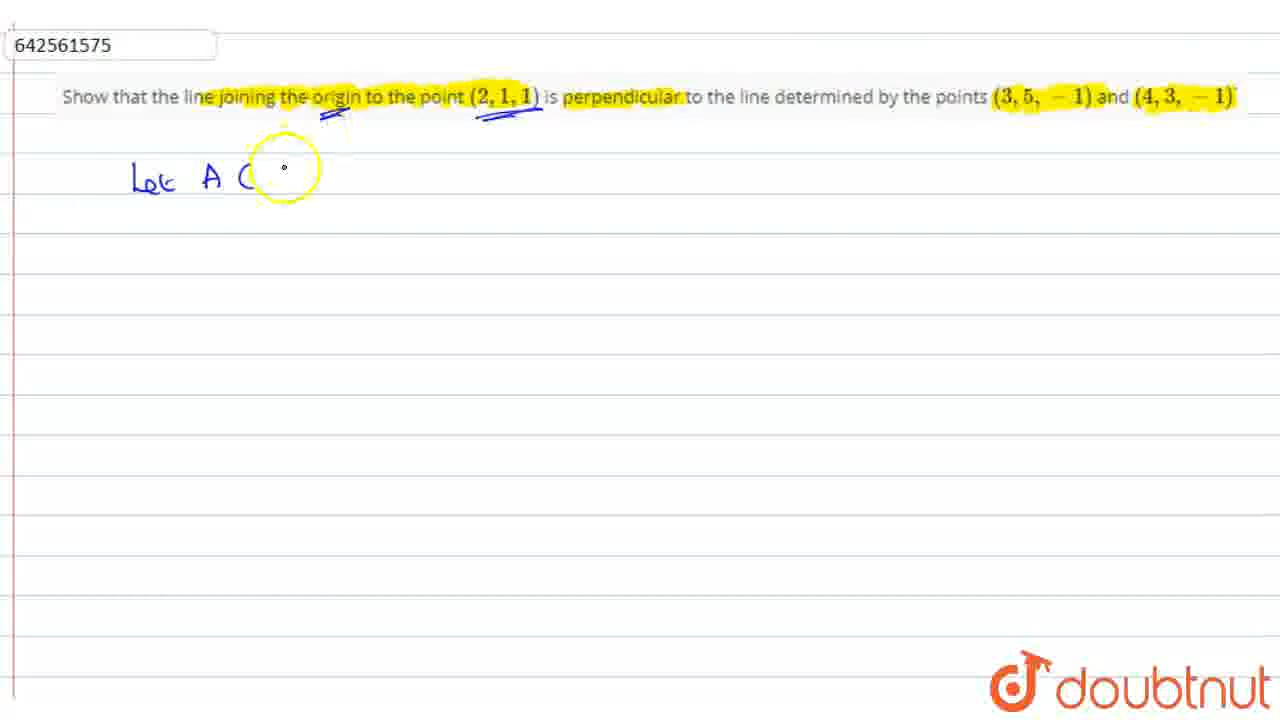 642561575
Show that the line joining the origin to the point (2, 1, 1) is perpendicular to the line determined by the points (3, 5, − 1) and (4, 3, − 1)
Let A (
doubtnut